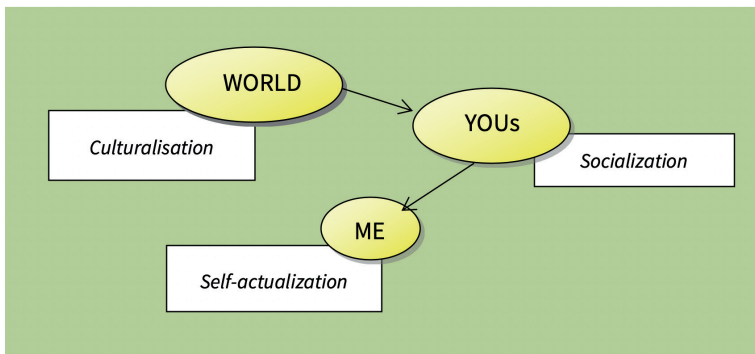 WORLD
Culturalisation
YOUs
Socialization
ME
Self-actualization